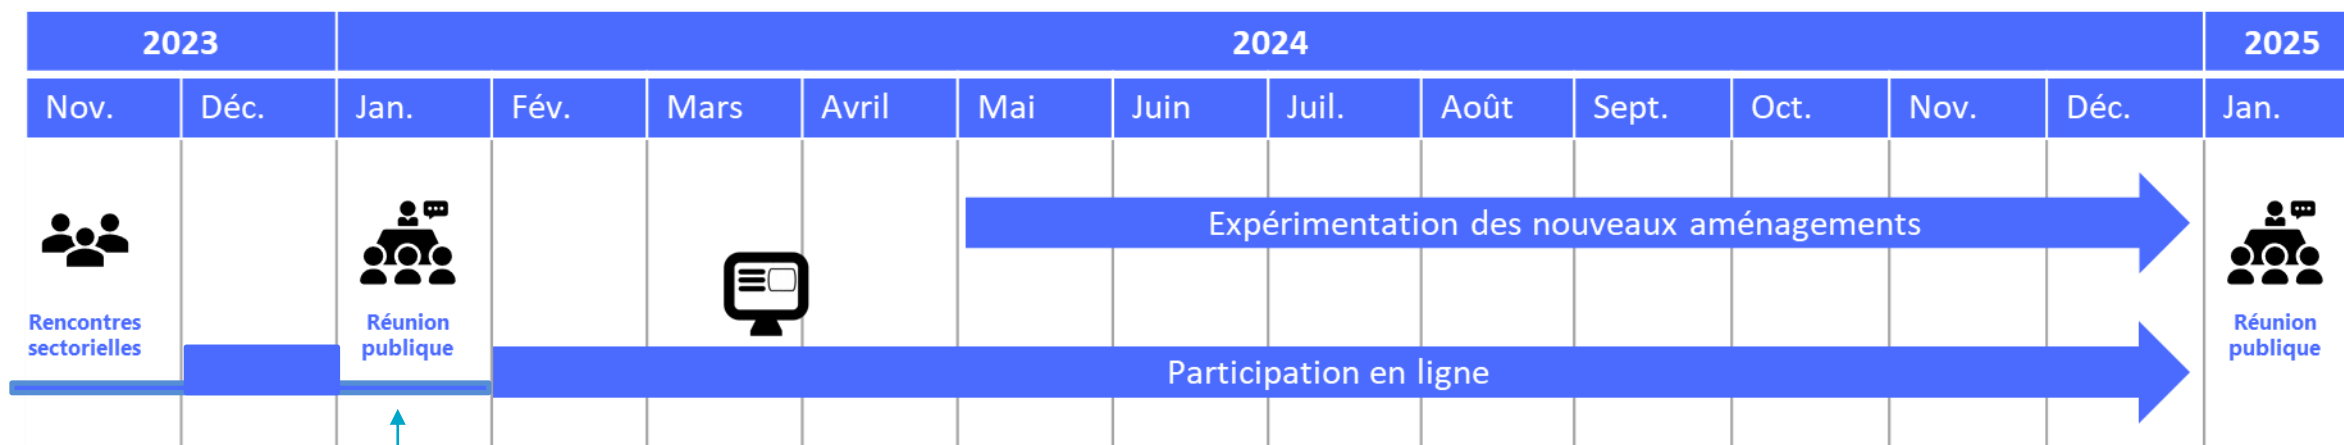 2023 2024 2025
Nov. Déc. Jan. Fév. Mars Avril Mai Juin Juil. Août Sept. Oct. Nov. Déc. Jan.
Expérimentation des nouveaux aménagements
Rencontres
sectorielles
Réunion
publique
Réunion
publique
Participation en ligne